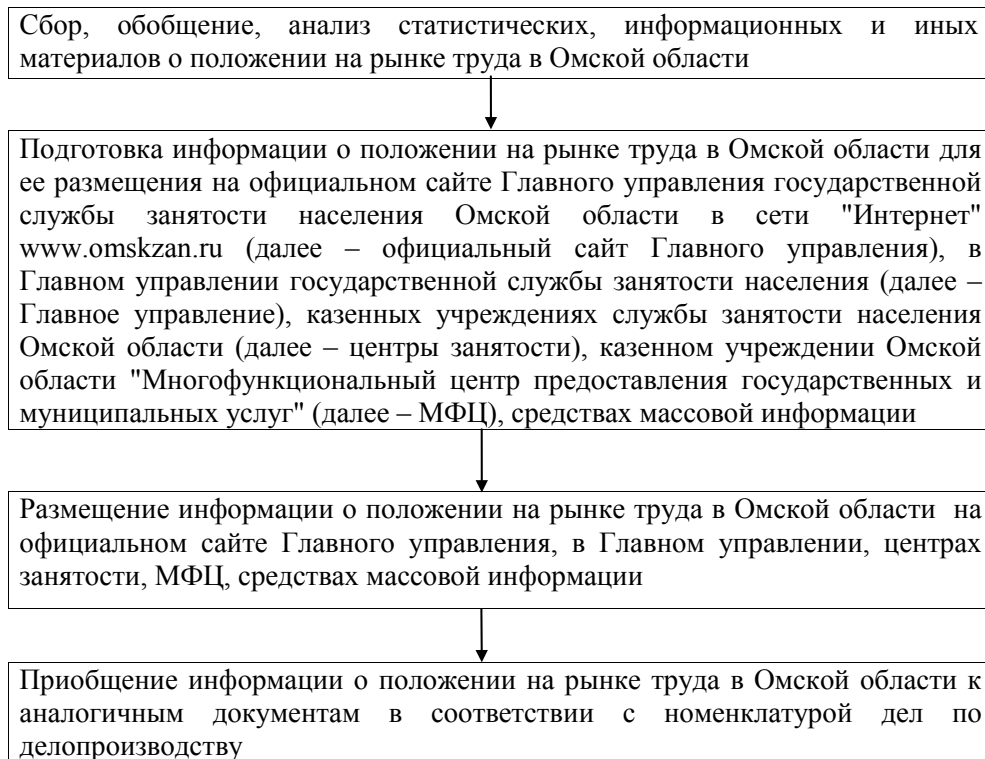 Сбор, обобщение, анализ статистических, информационных и иных
материалов о положении на рынке труда в Омской области
Подготовка информации о положении на рынке труда в Омской области для
ее размещения на официальном сайте Главного управления государственной
службы занятости населения Омской области в сети "Интернет"
www.omskzan.ru (далее – официальный сайт Главного управления), в
Главном управлении государственной службы занятости населения (далее –
Главное управление), казенных учреждениях службы занятости населения
Омской области (далее – центры занятости), казенном учреждении Омской
области "Многофункциональный центр предоставления государственных и
муниципальных услуг" (далее – МФЦ), средствах массовой информации
Размещение информации о положении на рынке труда в Омской области на
официальном сайте Главного управления, в Главном управлении, центрах
занятости, МФЦ, средствах массовой информации
Приобщение информации о положении на рынке труда в Омской области к
аналогичным документам в соответствии с номенклатурой дел по
делопроизводству